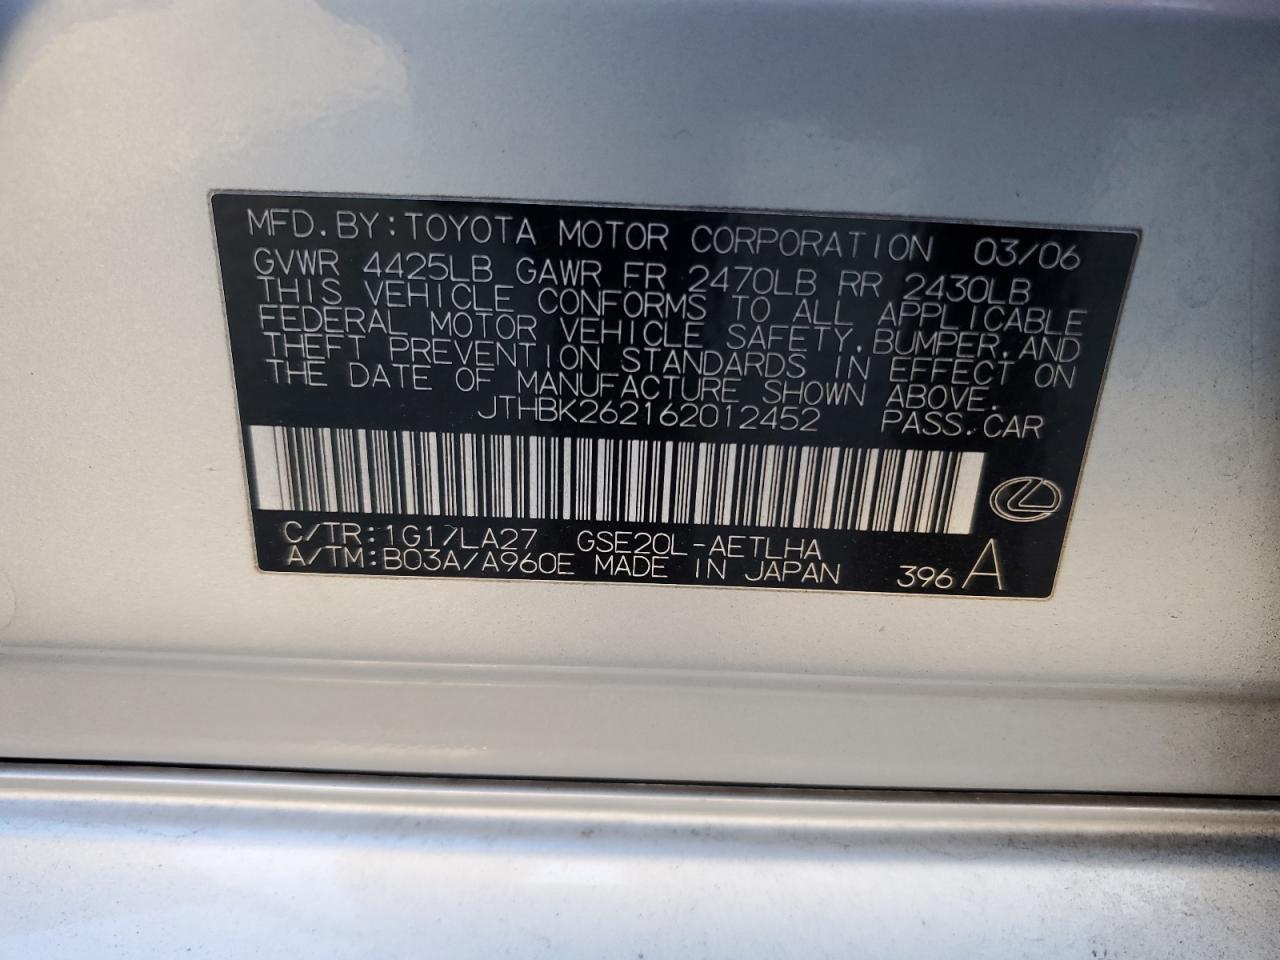 MFD. BY: TOYOTA MOTOR CORPORATION 03/06
GVWR 4425LB GAWR FR 2470LB RR 2430LB
THIS VEHICLE CONFORMS TO ALL APPLICABLE
FEDERAL MOTOR VEHICLE SAFETY, BUMPER, AND
THEFT PREVENTION STANDARDS IN EFFECT ON
THE DATE OF MANUFACTURE SHOWN ABOVE.
JTHBK262162012452 PASS. CAR
C/TR: 1G1/LA27 GSE20L-AETLHA
A/TM: B03A/A960E MADE IN JAPAN 396 A